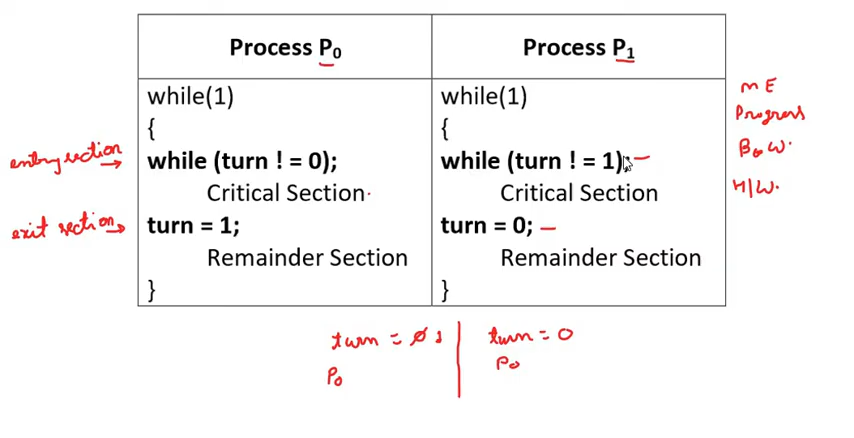 Process P0
Process P1
while(1)
{
while (turn ! = 0);
Critical Section
turn = 1;
Remainder Section
}
while(1)
{
while (turn ! = 1);
Critical Section
turn = 0;
Remainder Section
}
entry section
exit section
ME
Progress
B.W.
H/W.
turn = 0 1
P0
turn = 0
P0